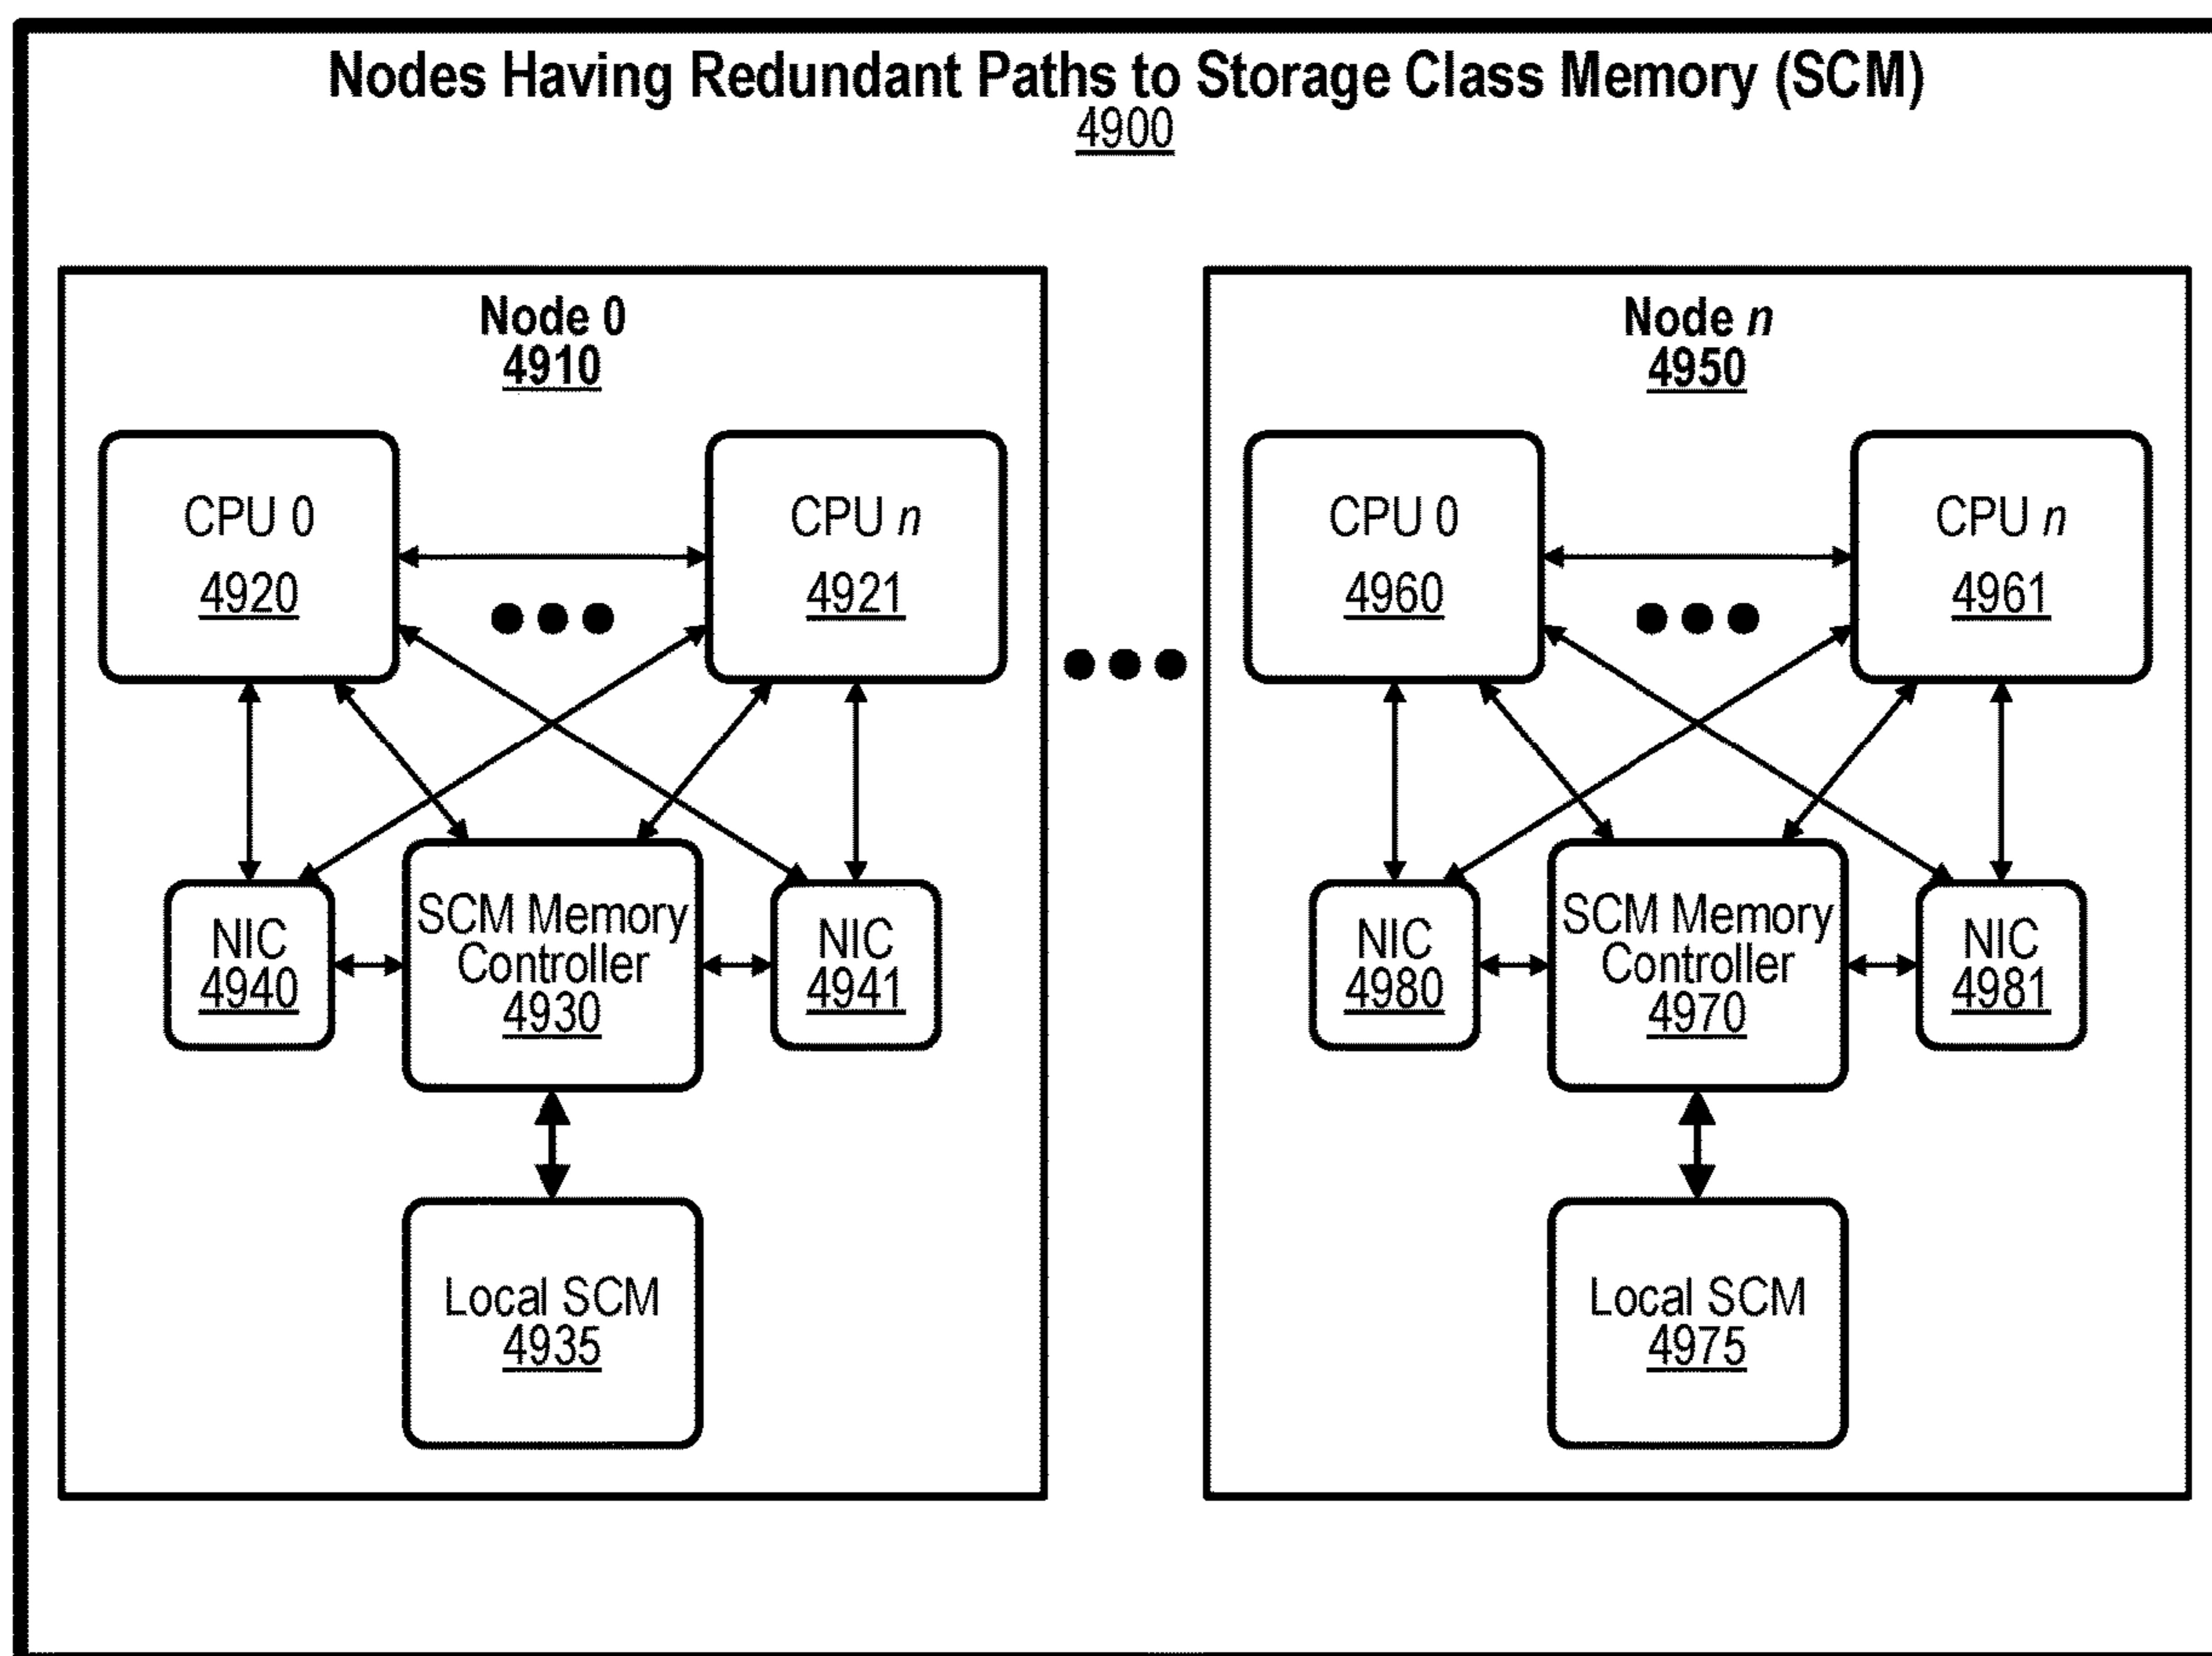 Nodes Having Redundant Paths to Storage Class Memory (SCM)
4900
Node 0
4910
CPU 0
4920
CPU n
4921
NIC
4940
SCM Memory
Controller
4930
NIC
4941
Local SCM
4935
Node n
4950
CPU 0
4960
CPU n
4961
NIC
4980
SCM Memory
Controller
4970
NIC
4981
Local SCM
4975